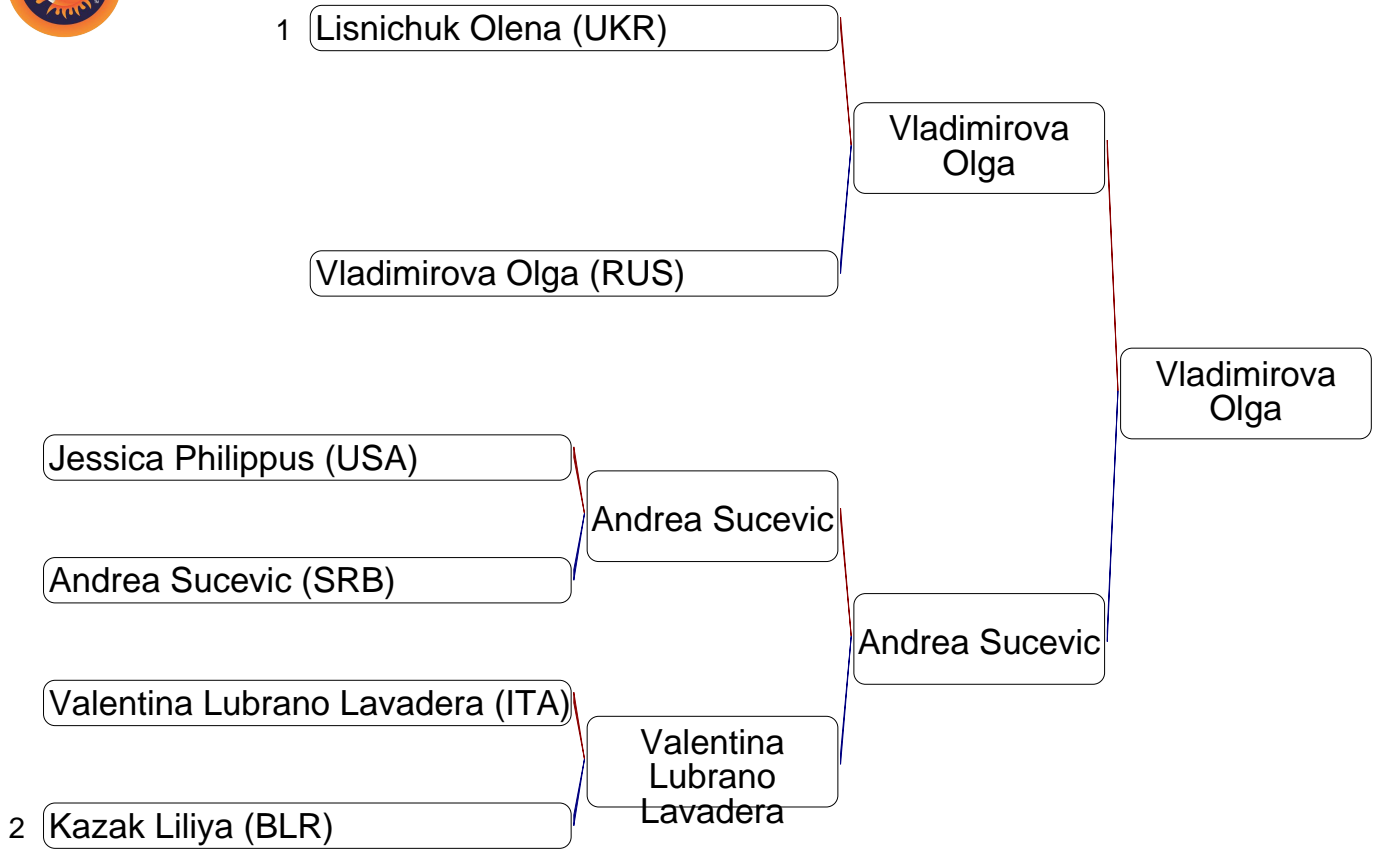 1 Lisnichuk Olena (UKR)
Vladimirova
Olga
Vladimirova Olga (RUS)
Vladimirova
Olga
Jessica Philippus (USA)
Andrea Sucevic
Andrea Sucevic (SRB)
Andrea Sucevic
Valentina Lubrano Lavadera (ITA)
Valentina
Lubrano
Lavadera
2 Kazak Liliya (BLR)